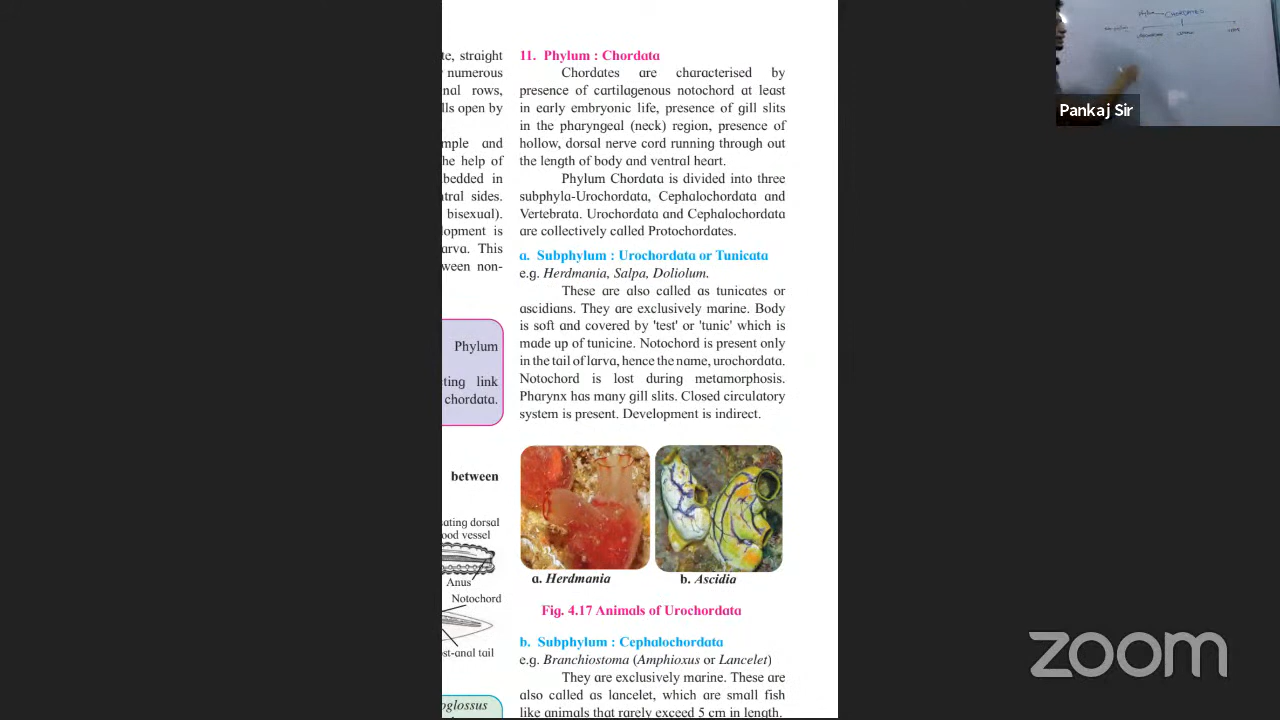 te, straight
numerous
nal rows,
lls open by
mple and
he help of
bedded in
ntral sides.
bisexual).
lopment is
arva. This
ween non-
Phylum
ting link
chordata.
between
ating dorsal
ood vessel
Anus
Notochord
st-anal tail
oglossus
11. Phylum : Chordata
Chordates are characterised by
presence of cartilagenous notochord at least
in early embryonic life, presence of gill slits
in the pharyngeal (neck) region, presence of
hollow, dorsal nerve cord running through out
the length of body and ventral heart.
Phylum Chordata is divided into three
subphyla-Urochordata, Cephalochordata and
Vertebrata. Urochordata and Cephalochordata
are collectively called Protochordates.
a. Subphylum : Urochordata or Tunicata
e.g. Herdmania, Salpa, Doliolum.
These are also called as tunicates or
ascidians. They are exclusively marine. Body
is soft and covered by 'test' or 'tunic' which is
made up of tunicine. Notochord is present only
in the tail of larva, hence the name, urochordata.
Notochord is lost during metamorphosis.
Pharynx has many gill slits. Closed circulatory
system is present. Development is indirect.
a. Herdmania
b. Ascidia
Fig. 4.17 Animals of Urochordata
b. Subphylum : Cephalochordata
e.g. Branchiostoma (Amphioxus or Lancelet)
They are exclusively marine. These are
also called as lancelet, which are small fish
like animals that rarely exceed 5 cm in length.
Phylum CHORDATES
Pankaj Sir
zoom